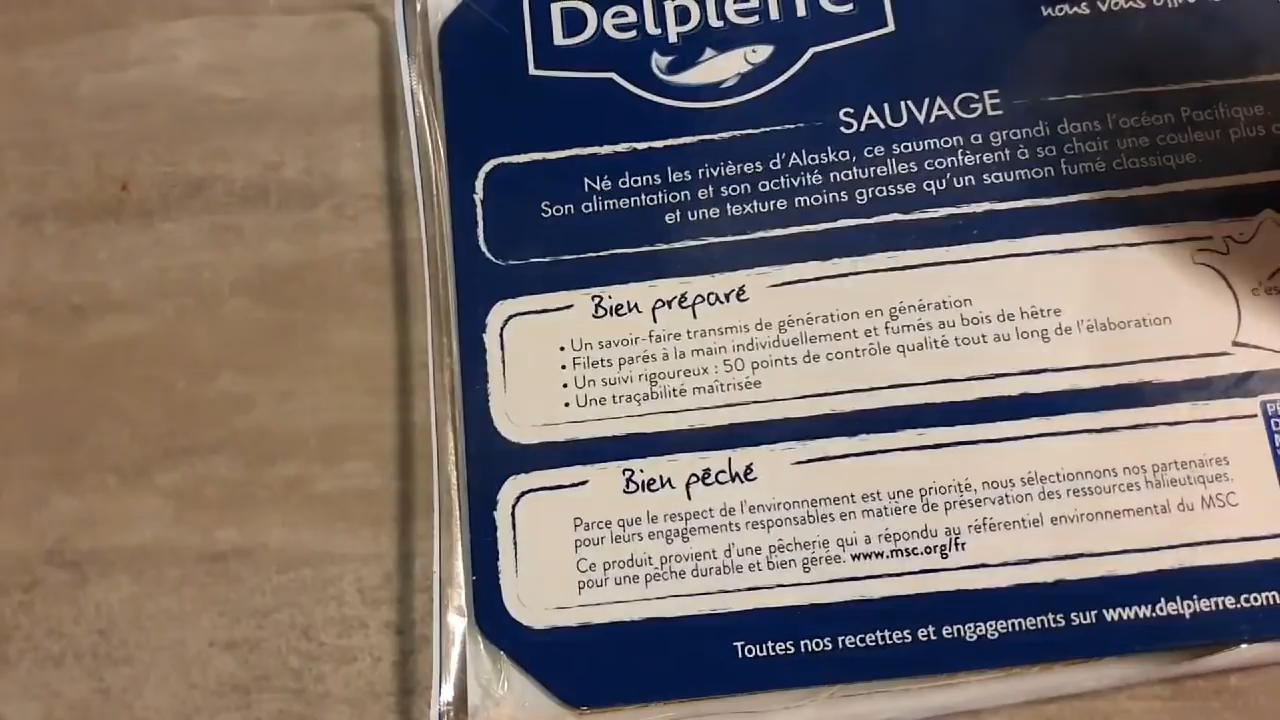 Delpierre
nous vous
SAUVAGE
Né dans les rivières d'Alaska, ce saumon a grandi dans l'océan Pacifique.
Son alimentation et son activité naturelles confèrent à sa chair une couleur plus
et une texture moins grasse qu'un saumon fumé classique.
Bien préparé
• Un savoir-faire transmis de génération en génération
• Filets parés à la main individuellement et fumés au bois de hêtre
• Un suivi rigoureux : 50 points de contrôle qualité tout au long de l'élaboration
• Une traçabilité maîtrisée
Bien pêché
Parce que le respect de l'environnement est une priorité, nous sélectionnons nos partenaires
pour leurs engagements responsables en matière de préservation des ressources halieutiques.
Ce produit provient d'une pêcherie qui a répondu au référentiel environnemental du MSC
pour une pêche durable et bien gérée. www.msc.org/fr
Toutes nos recettes et engagements sur www.delpierre.com